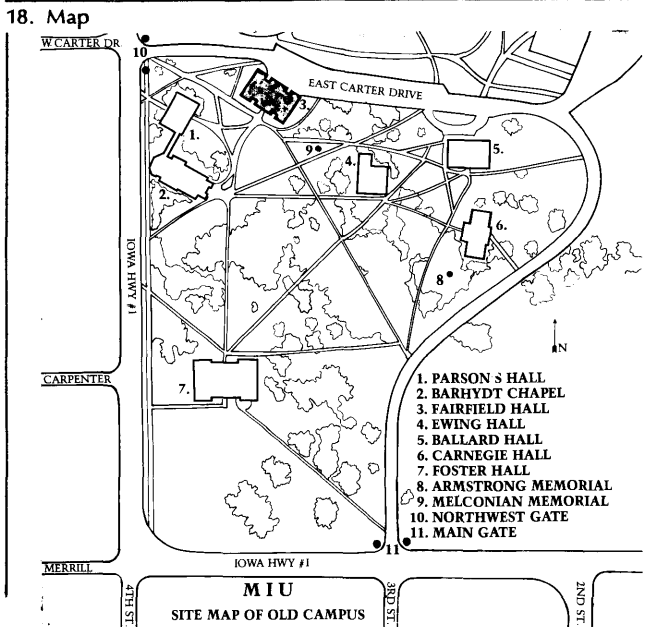 18. Map
W. CARTER DR.
10
EAST CARTER DRIVE
3.
1.
9
4.
5.
2.
6.
IOWA HWY #1
8
N
CARPENTER
7.
1. PARSON S HALL
2. BARHYDT CHAPEL
3. FAIRFIELD HALL
4. EWING HALL
5. BALLARD HALL
6. CARNEGIE HALL
7. FOSTER HALL
8. ARMSTRONG MEMORIAL
9. MELCONIAN MEMORIAL
10. NORTHWEST GATE
11. MAIN GATE
11
IOWA HWY #1
MERRILL
4TH ST.
MIU
SITE MAP OF OLD CAMPUS
3RD ST.
2ND ST.